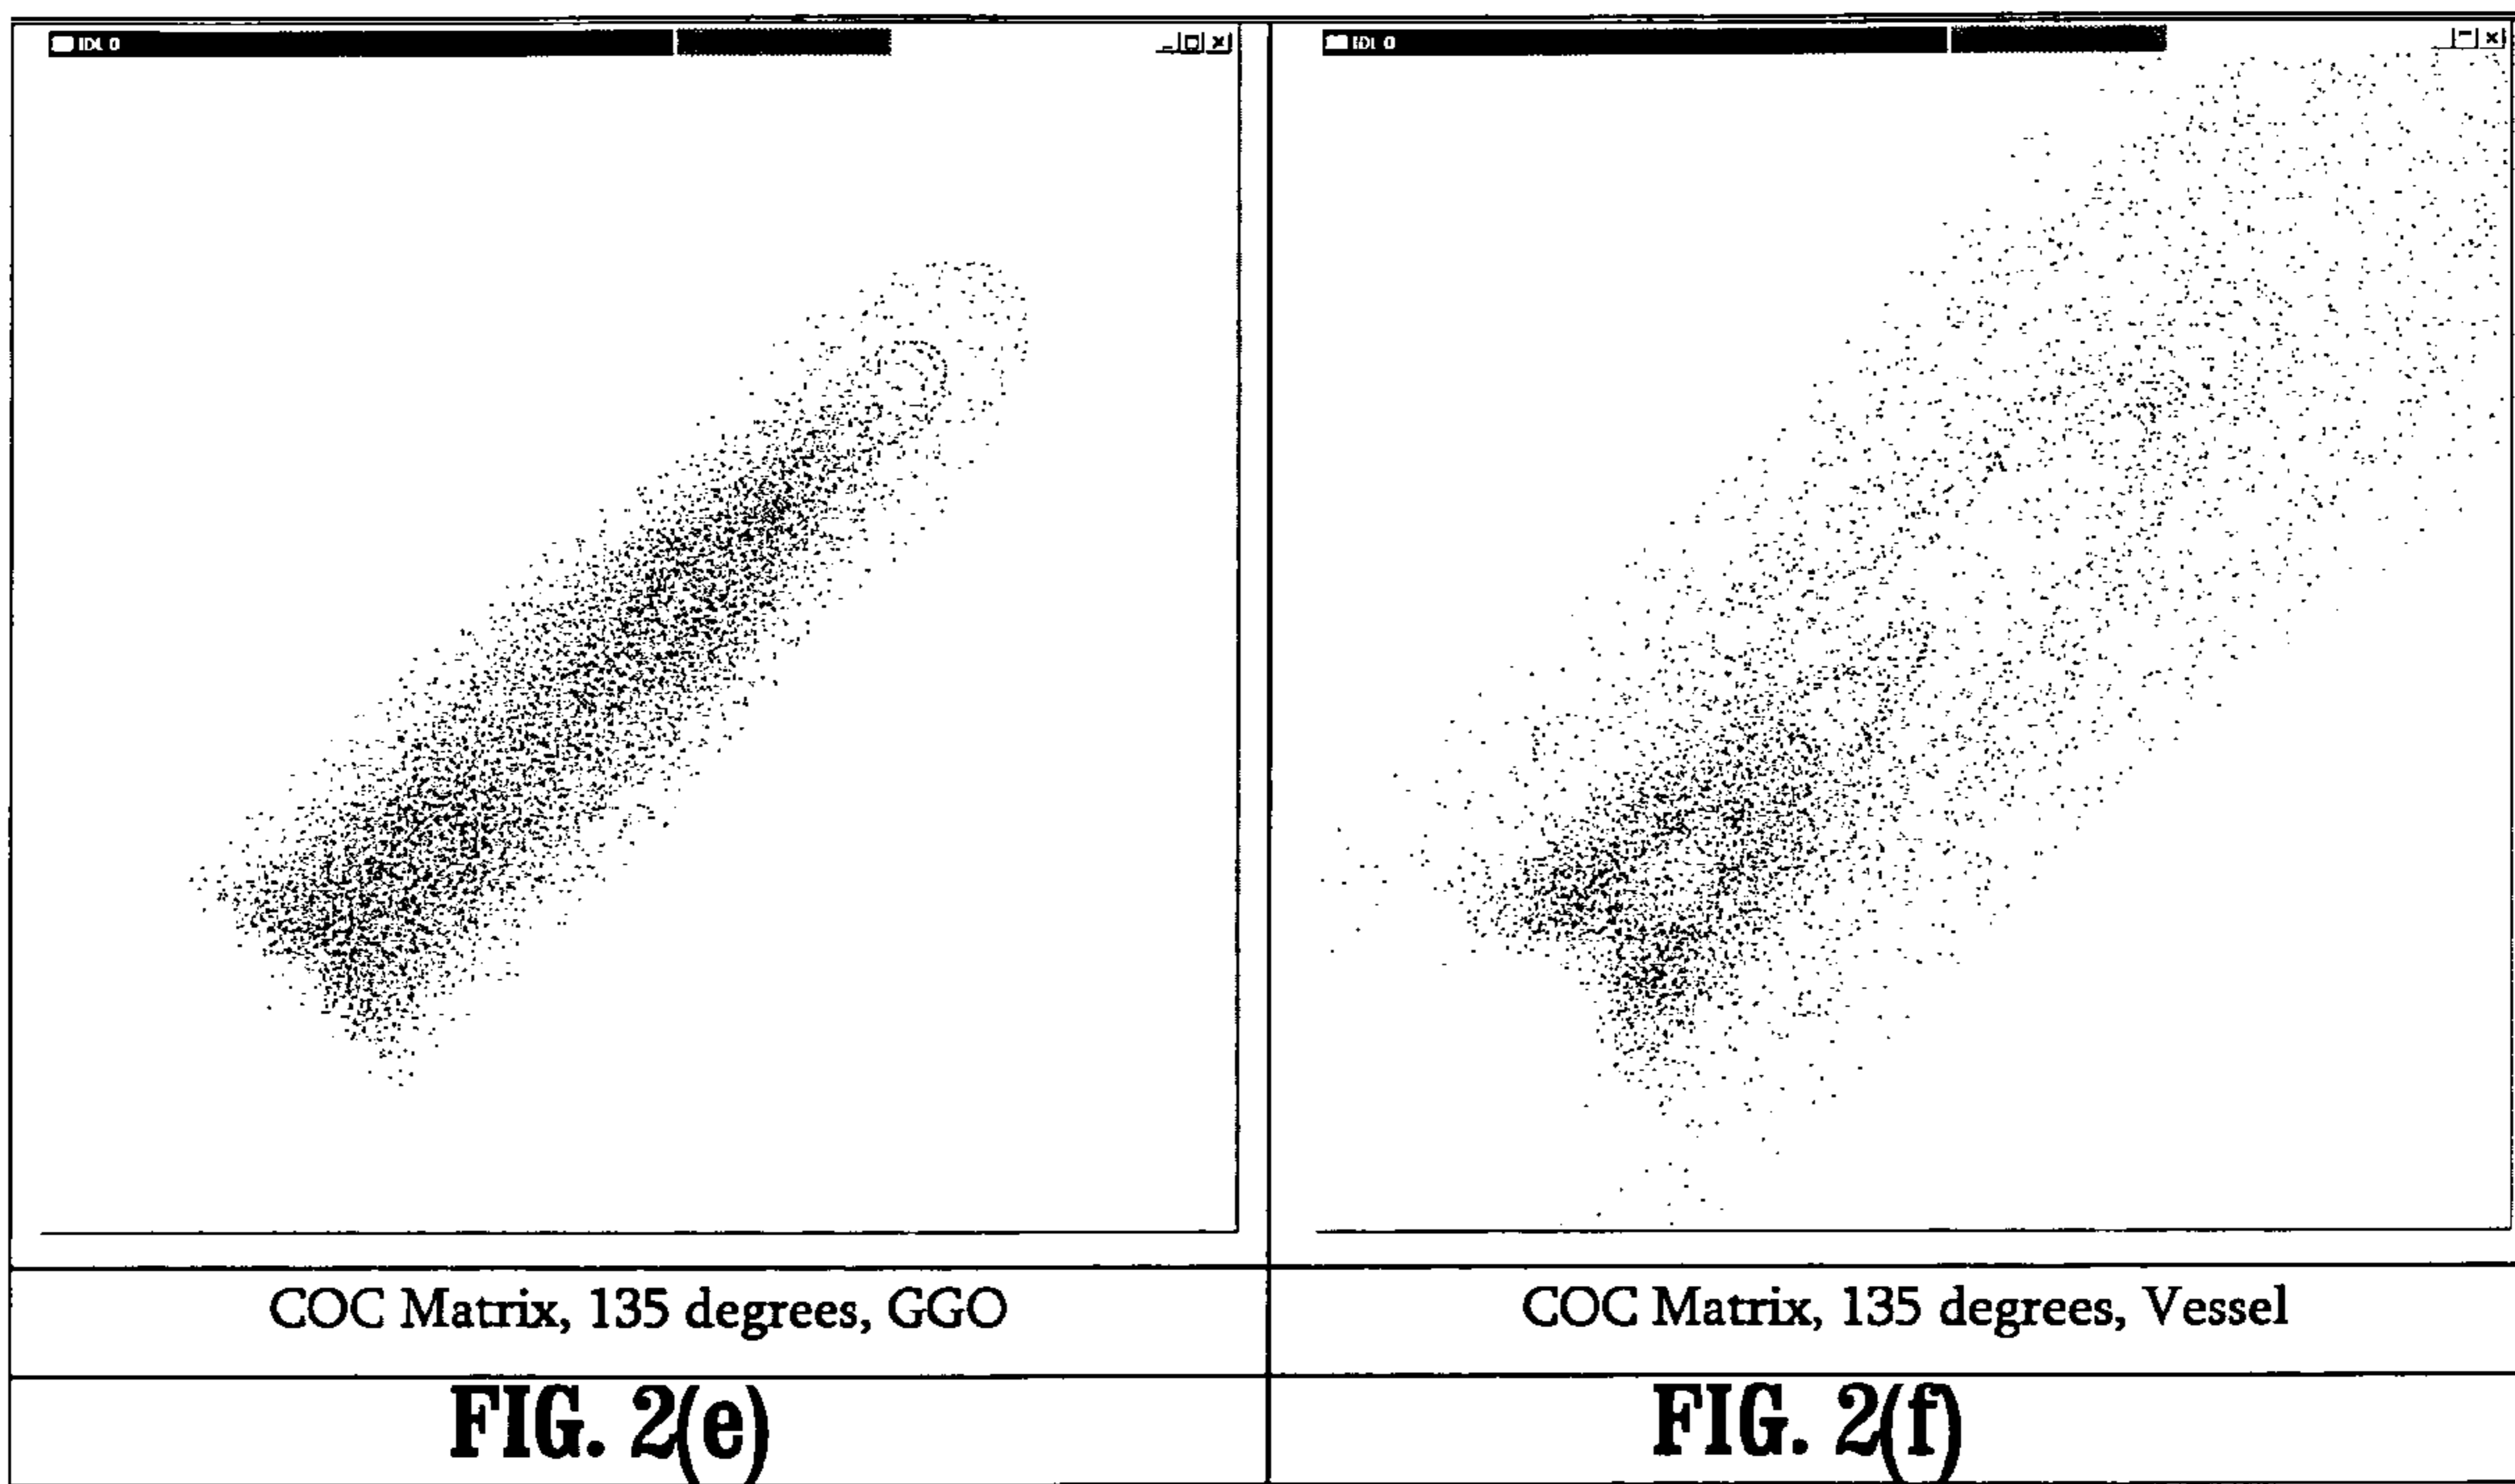 IDL 0
IDL 0
COC Matrix, 135 degrees, GGO
COC Matrix, 135 degrees, Vessel
FIG. 2(e)
FIG. 2(f)